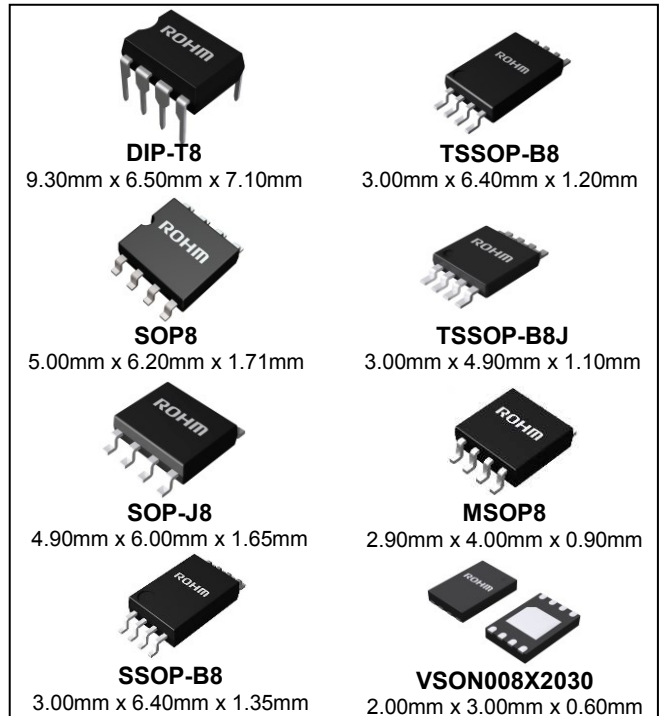 ROHM
DIP-T8
9.30mm x 6.50mm x 7.10mm
ROHM
TSSOP-B8
3.00mm x 6.40mm x 1.20mm
ROHM
SOP8
5.00mm x 6.20mm x 1.71mm
ROHM
TSSOP-B8J
3.00mm x 4.90mm x 1.10mm
ROHM
SOP-J8
4.90mm x 6.00mm x 1.65mm
ROHM
MSOP8
2.90mm x 4.00mm x 0.90mm
ROHM
SSOP-B8
3.00mm x 6.40mm x 1.35mm
ROHM
VSON008X2030
2.00mm x 3.00mm x 0.60mm